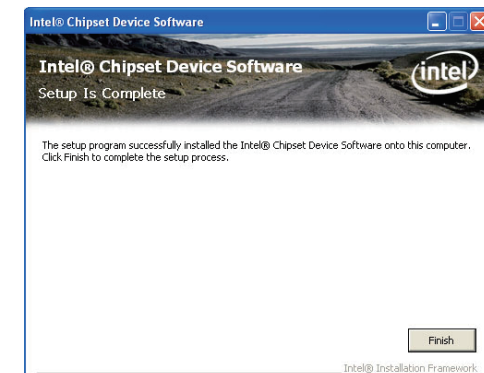 Intel® Chipset Device Software
Intel® Chipset Device Software
Setup Is Complete
intel
The setup program successfully installed the Intel® Chipset Device Software onto this computer.
Click Finish to complete the setup process.
Finish
Intel® Installation Framework